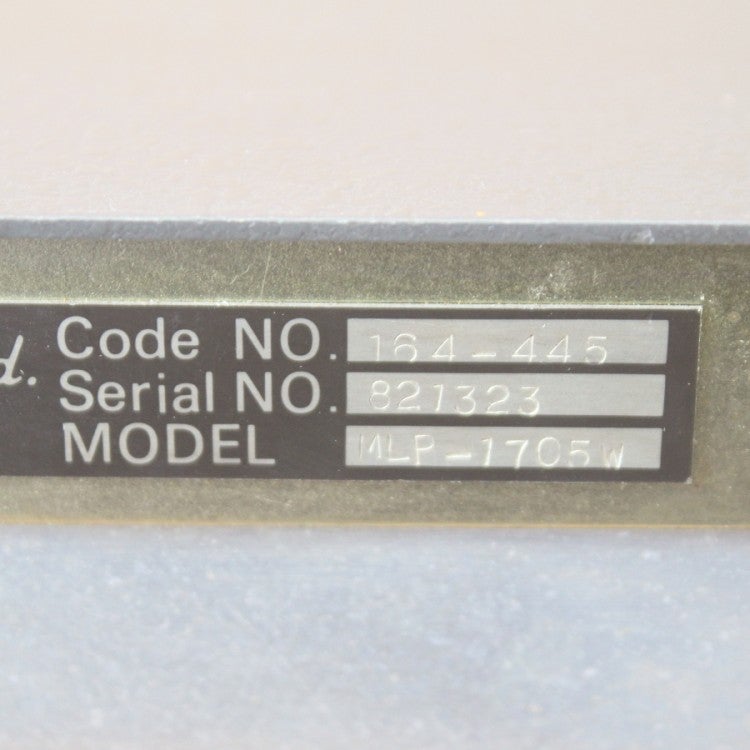 d.
Code NO. 164-445
Serial NO. 821323
MODEL MLP-1705W